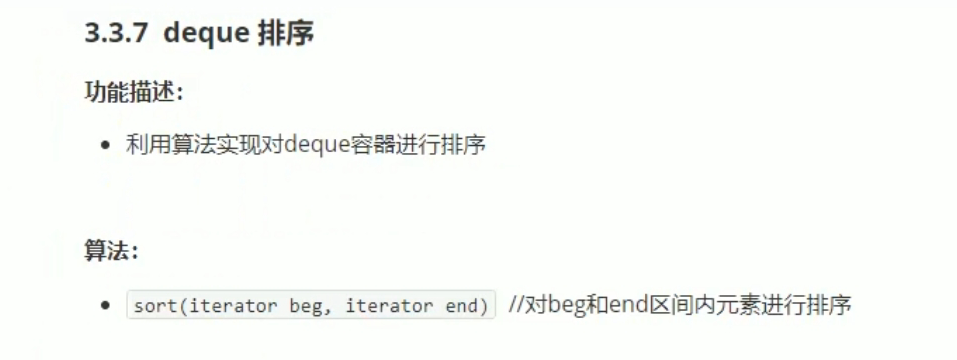 3.3.7 deque 排序
功能描述：
• 利用算法实现对deque容器进行排序
算法：
• sort(iterator beg, iterator end) //对beg和end区间内元素进行排序